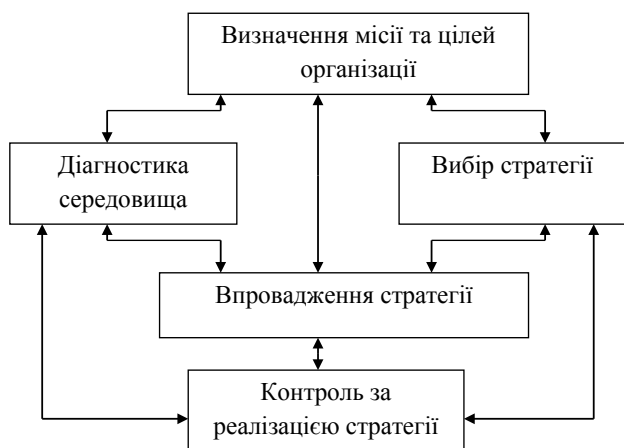 Визначення місії та цілей
організації
Діагностика
середовища
Вибір стратегії
Впровадження стратегії
Контроль за
реалізацією стратегії